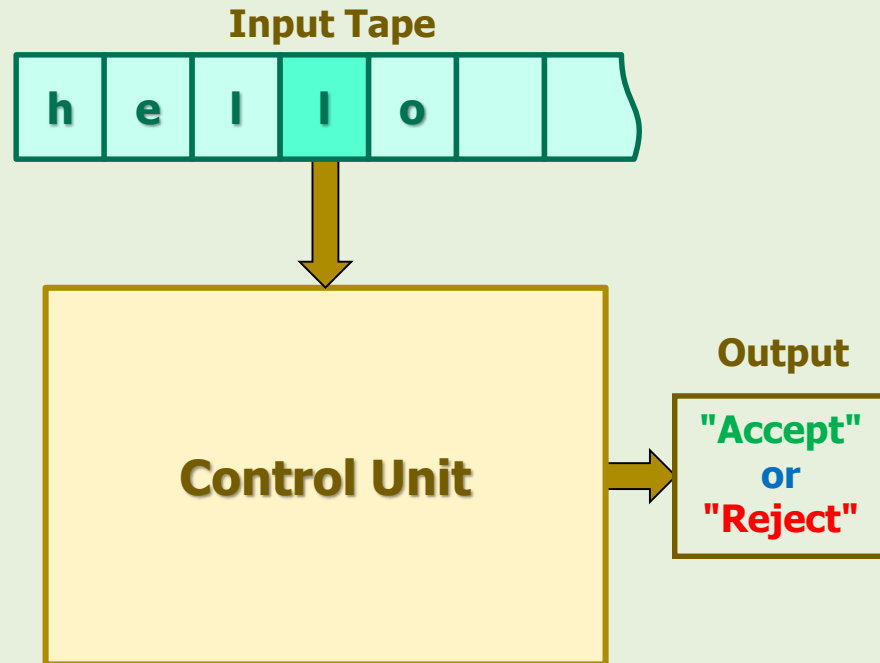 Input Tape
h e l l o
Control Unit
Output
"Accept"
or
"Reject"